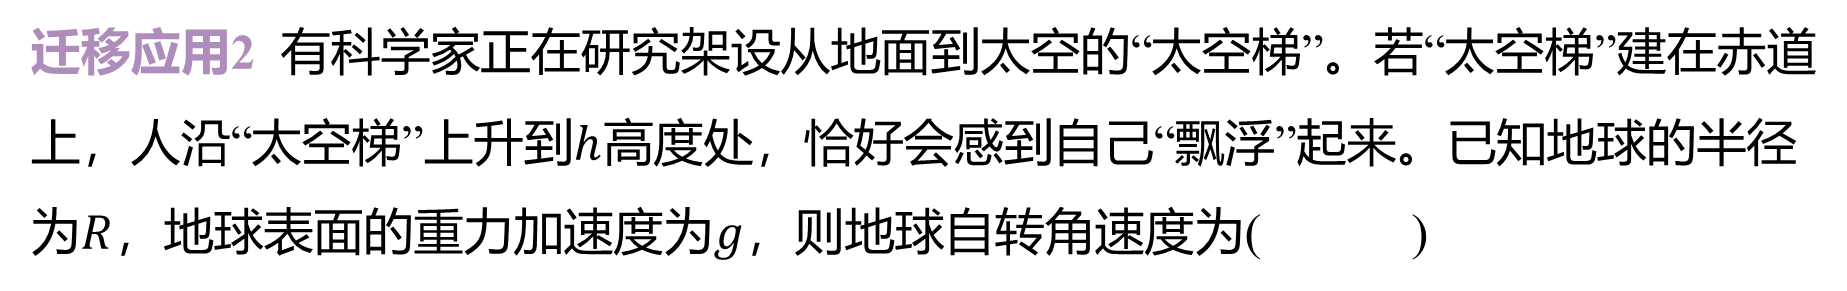 迁移应用2 有科学家正在研究架设从地面到太空的“太空梯”。若“太空梯”建在赤道
上，人沿“太空梯”上升到h高度处，恰好会感到自己“飘浮”起来。已知地球的半径
为R，地球表面的重力加速度为g，则地球自转角速度为(　　)